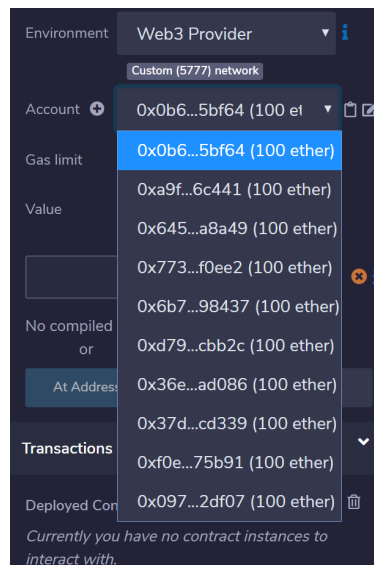 Environment Web3 Provider
Custom (5777) network
Account 0x0b6...5bf64 (100 et
0x0b6...5bf64 (100 ether)
Gas limit
0xa9f...6c441 (100 ether)
Value
0x645...a8a49 (100 ether)
0x773...f0ee2 (100 ether)
0x6b7...98437 (100 ether)
No compiled
or
0xd79...cbb2c (100 ether)
At Address
0x36e...ad086 (100 ether)
0x37d...cd339 (100 ether)
Transactions
0xf0e...75b91 (100 ether)
0x097...2df07 (100 ether)
Deployed Con
Currently you have no contract instances to
interact with.